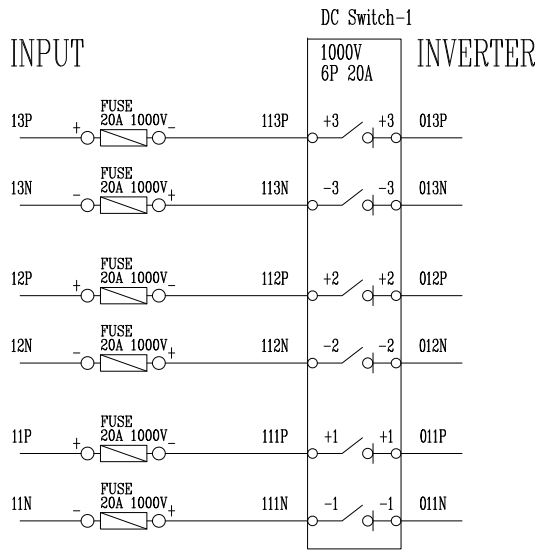 DC Switch-1
INPUT
1000V
6P 20A
INVERTER
FUSE
13P + 20A 1000V - 113P +3 +3 013P
FUSE
13N - 20A 1000V + 113N -3 -3 013N
FUSE
12P + 20A 1000V - 112P +2 +2 012P
FUSE
12N - 20A 1000V + 112N -2 -2 012N
FUSE
11P + 20A 1000V - 111P +1 +1 011P
FUSE
11N - 20A 1000V + 111N -1 -1 011N